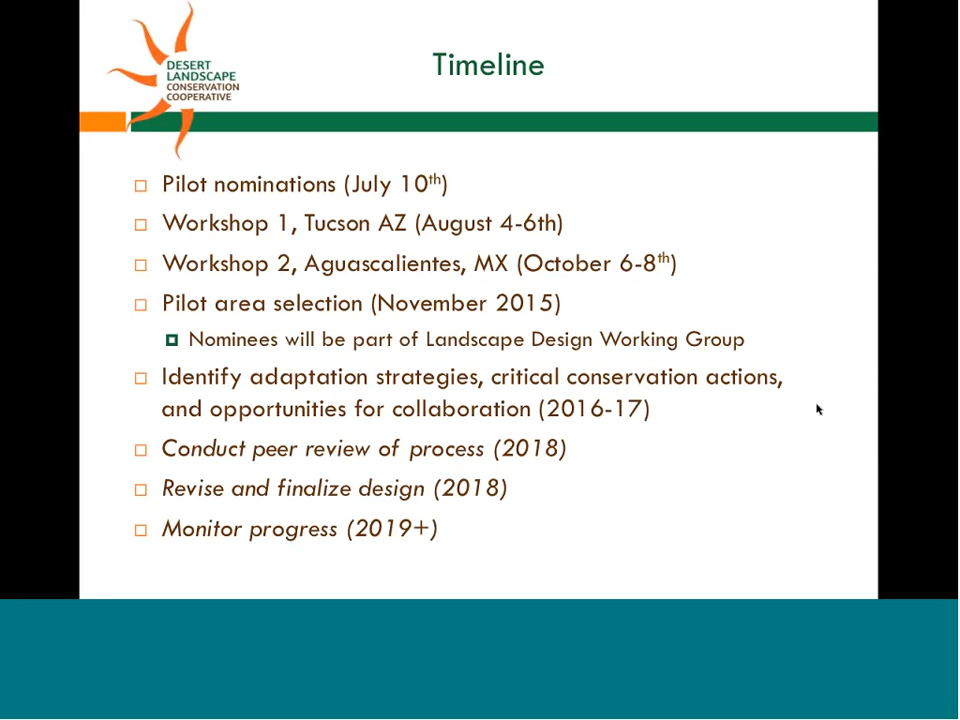 DESERT
LANDSCAPE
CONSERVATION
COOPERATIVE
Timeline
Pilot nominations (July 10th)
Workshop 1, Tucson AZ (August 4-6th)
Workshop 2, Aguascalientes, MX (October 6-8th)
Pilot area selection (November 2015)
Nominees will be part of Landscape Design Working Group
Identify adaptation strategies, critical conservation actions,
and opportunities for collaboration (2016-17)
Conduct peer review of process (2018)
Revise and finalize design (2018)
Monitor progress (2019+)